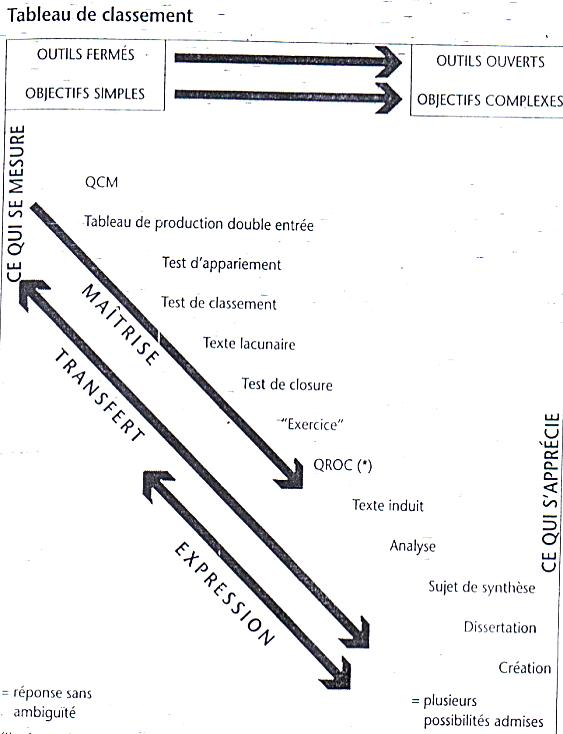 Tableau de classement
OUTILS FERMÉS
OUTILS OUVERTS
OBJECTIFS SIMPLES
OBJECTIFS COMPLEXES
CE QUI SE MESURE
QCM
Tableau de production double entrée
Test d'appariement
Test de classement
Texte lacunaire
Test de closure
"Exercice"
QROC (*)
Texte induit
Analyse
Sujet de synthèse
Dissertation
Création
MAÎTRISE
TRANSFERT
EXPRESSION
CE QUI S'APPRÉCIE
= réponse sans
ambiguïté
= plusieurs
possibilités admises